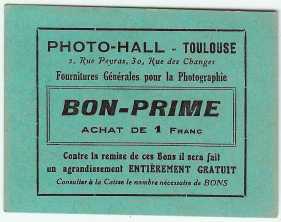 PHOTO-HALL - TOULOUSE
2, Rue Peyras, 30, Rue des Changes
Fournitures Générales pour la Photographie
BON-PRIME
ACHAT DE 1 FRANC
Contre la remise de ces Bons il sera fait
un agrandissement ENTIÈREMENT GRATUIT
Consulter à la Caisse le nombre nécessaire de BONS